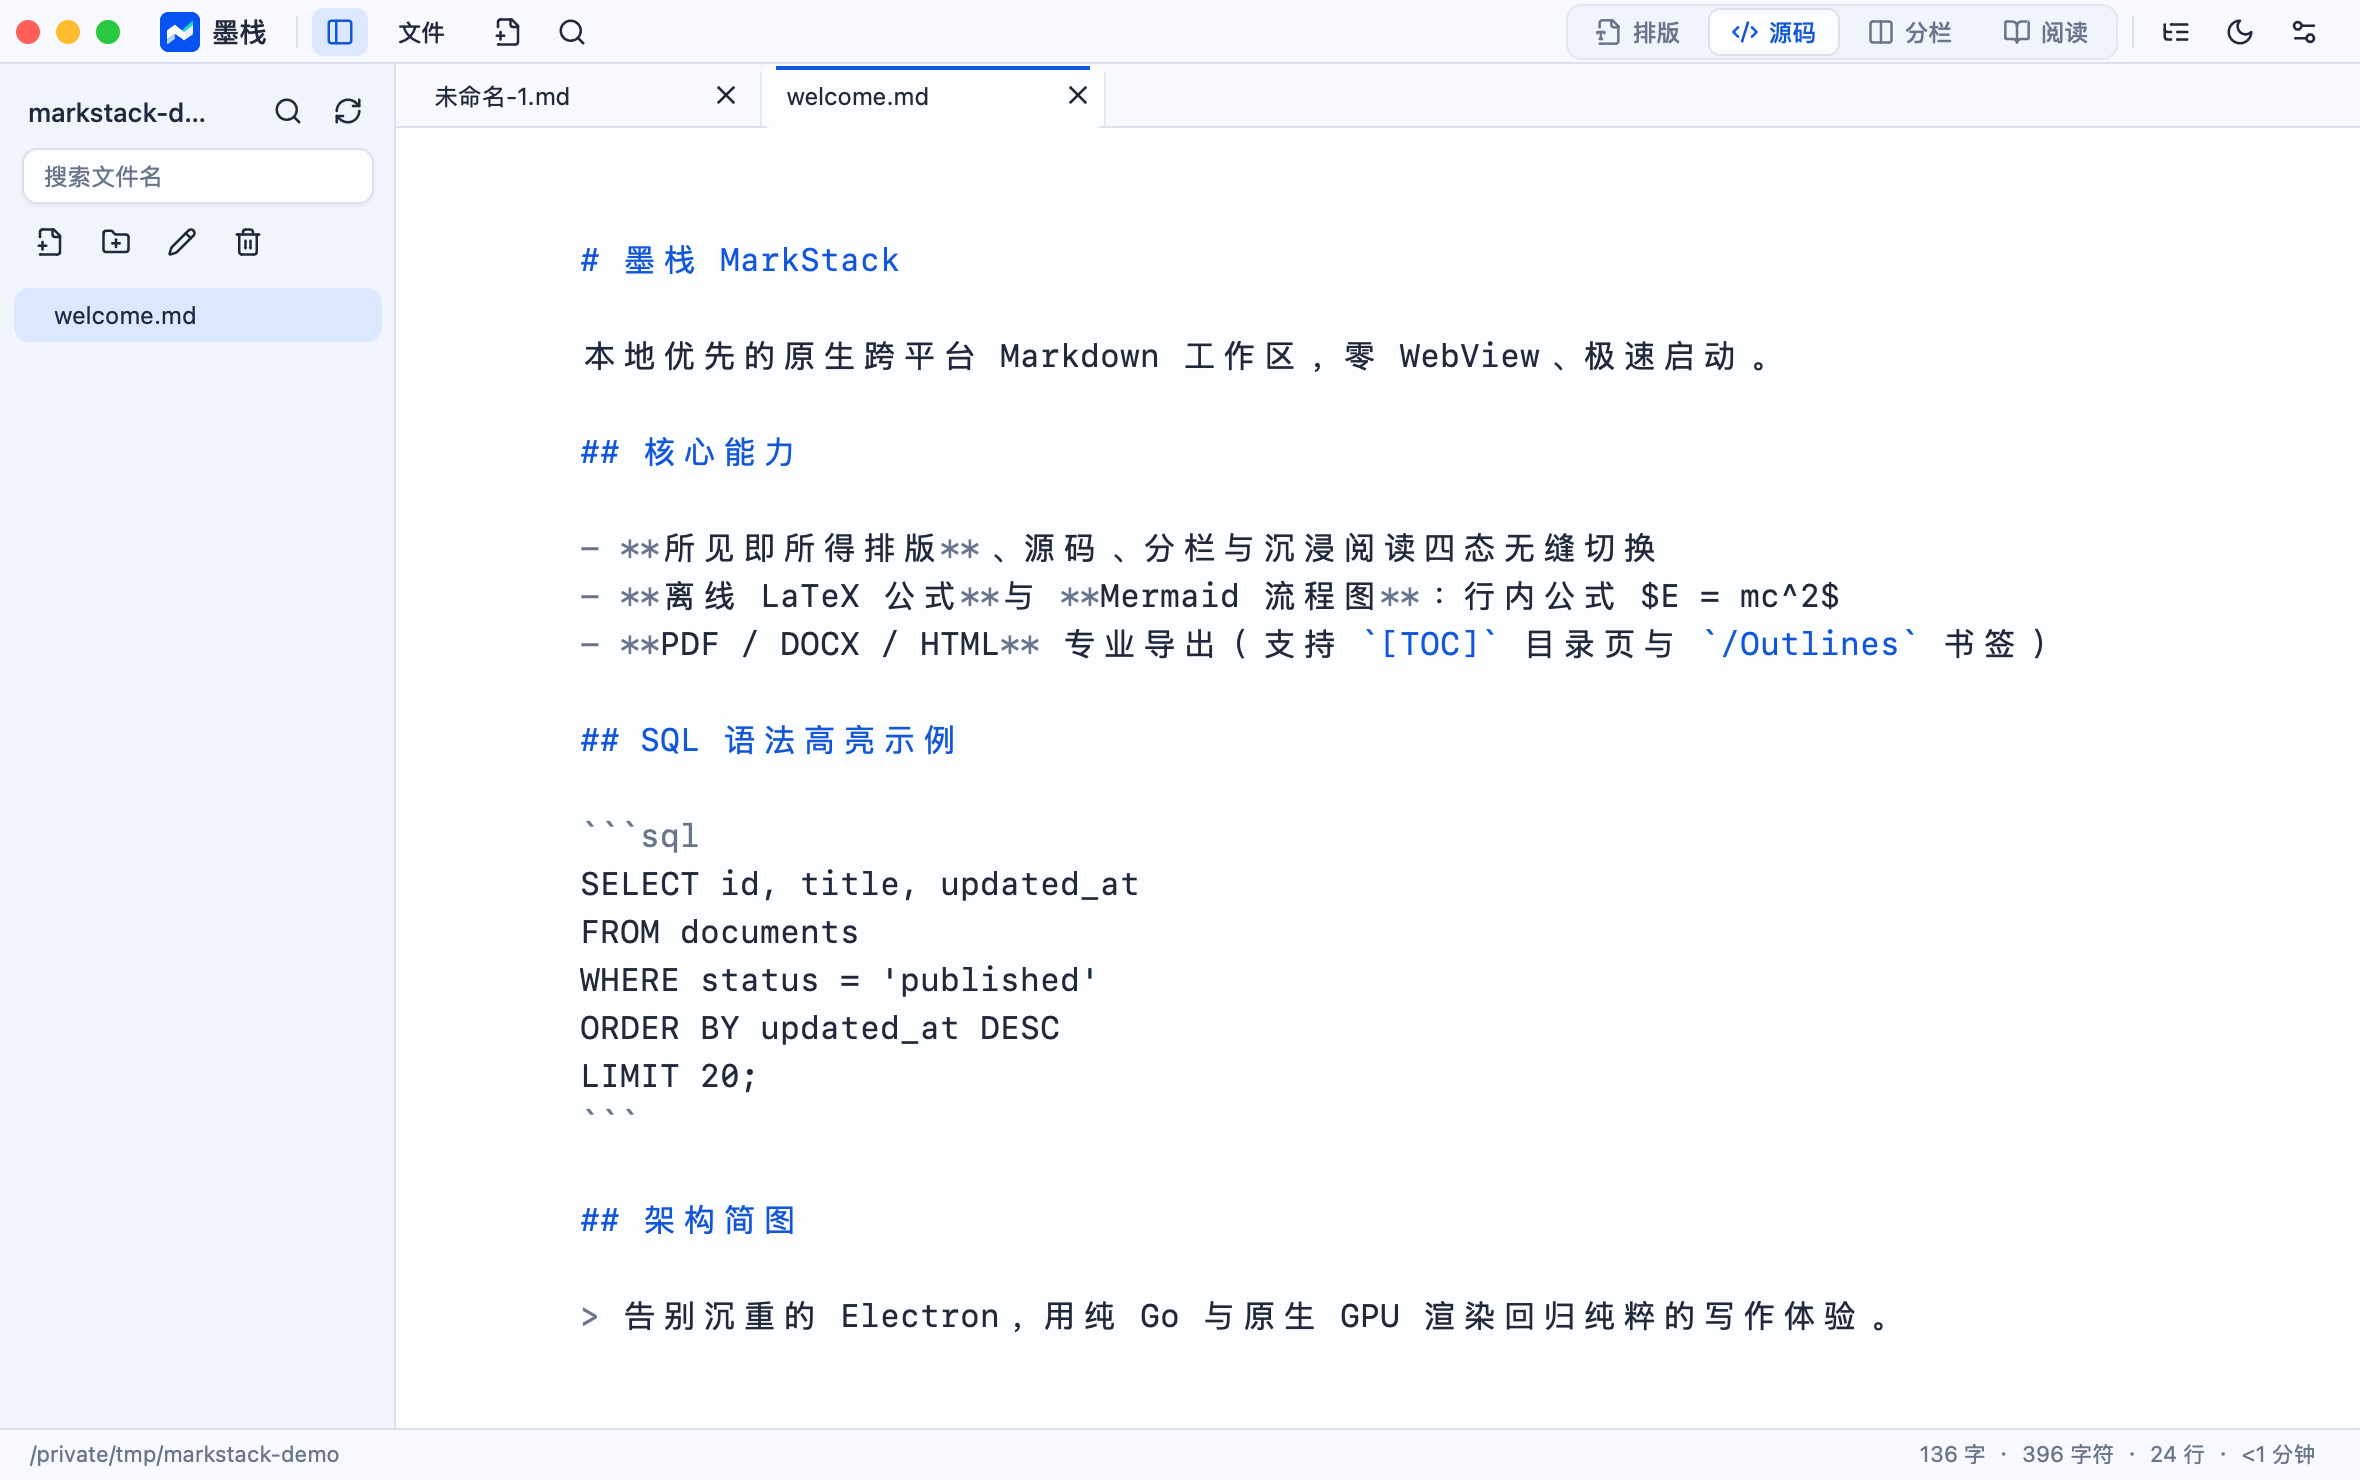 墨栈
文件
排版
源码
分栏
阅读
markstack-d...
未命名-1.md
welcome.md
搜索文件名
welcome.md
# 墨栈 MarkStack
本地优先的原生跨平台 Markdown 工作区，零 WebView、极速启动。
## 核心能力
- **所见即所得排版**、源码、分栏与沉浸阅读四态无缝切换
- **离线 LaTeX 公式**与 **Mermaid 流程图**：行内公式 $E = mc^2$
- **PDF / DOCX / HTML** 专业导出（支持 `[TOC]` 目录页与 `/Outlines` 书签）
## SQL 语法高亮示例
```sql
SELECT id, title, updated_at
FROM documents
WHERE status = 'published'
ORDER BY updated_at DESC
LIMIT 20;
```
## 架构简图
> 告别沉重的 Electron，用纯 Go 与原生 GPU 渲染回归纯粹的写作体验。
/private/tmp/markstack-demo
136 字 · 396 字符 · 24 行 · <1 分钟